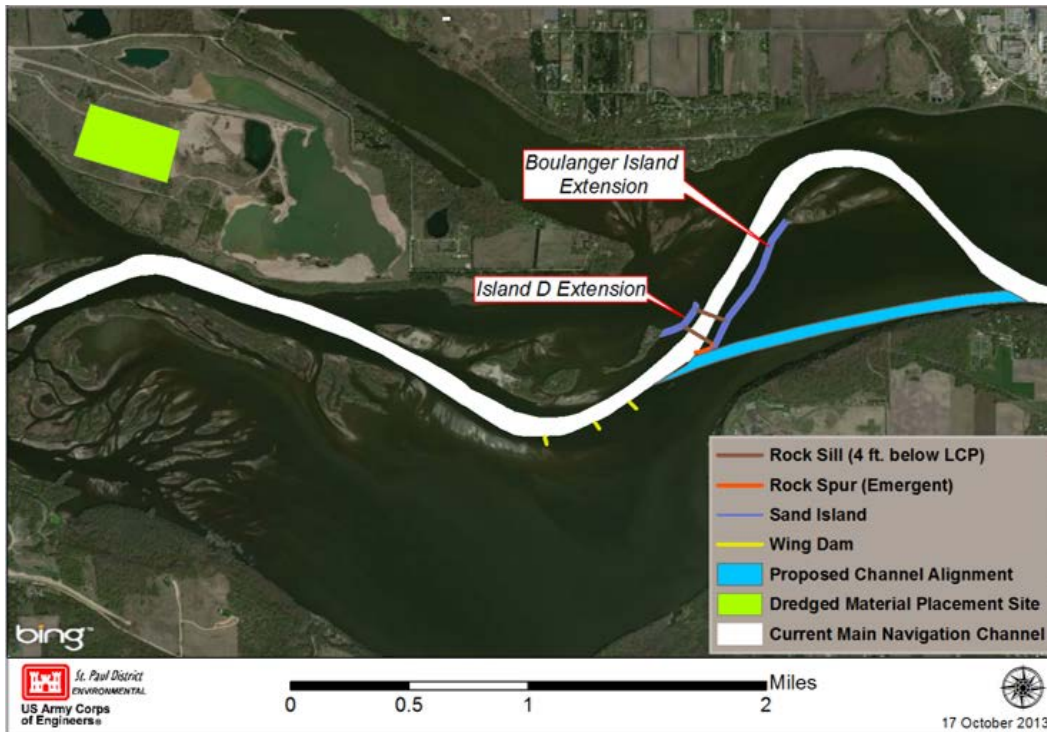 Boulanger Island
Extension
Island D Extension
Rock Sill (4 ft. below LCP)
Rock Spur (Emergent)
Sand Island
Wing Dam
Proposed Channel Alignment
Dredged Material Placement Site
Current Main Navigation Channel
bing™
St. Paul District
ENVIRONMENTAL
US Army Corps
of Engineers®
Miles
0 0.5 1 2
17 October 2013